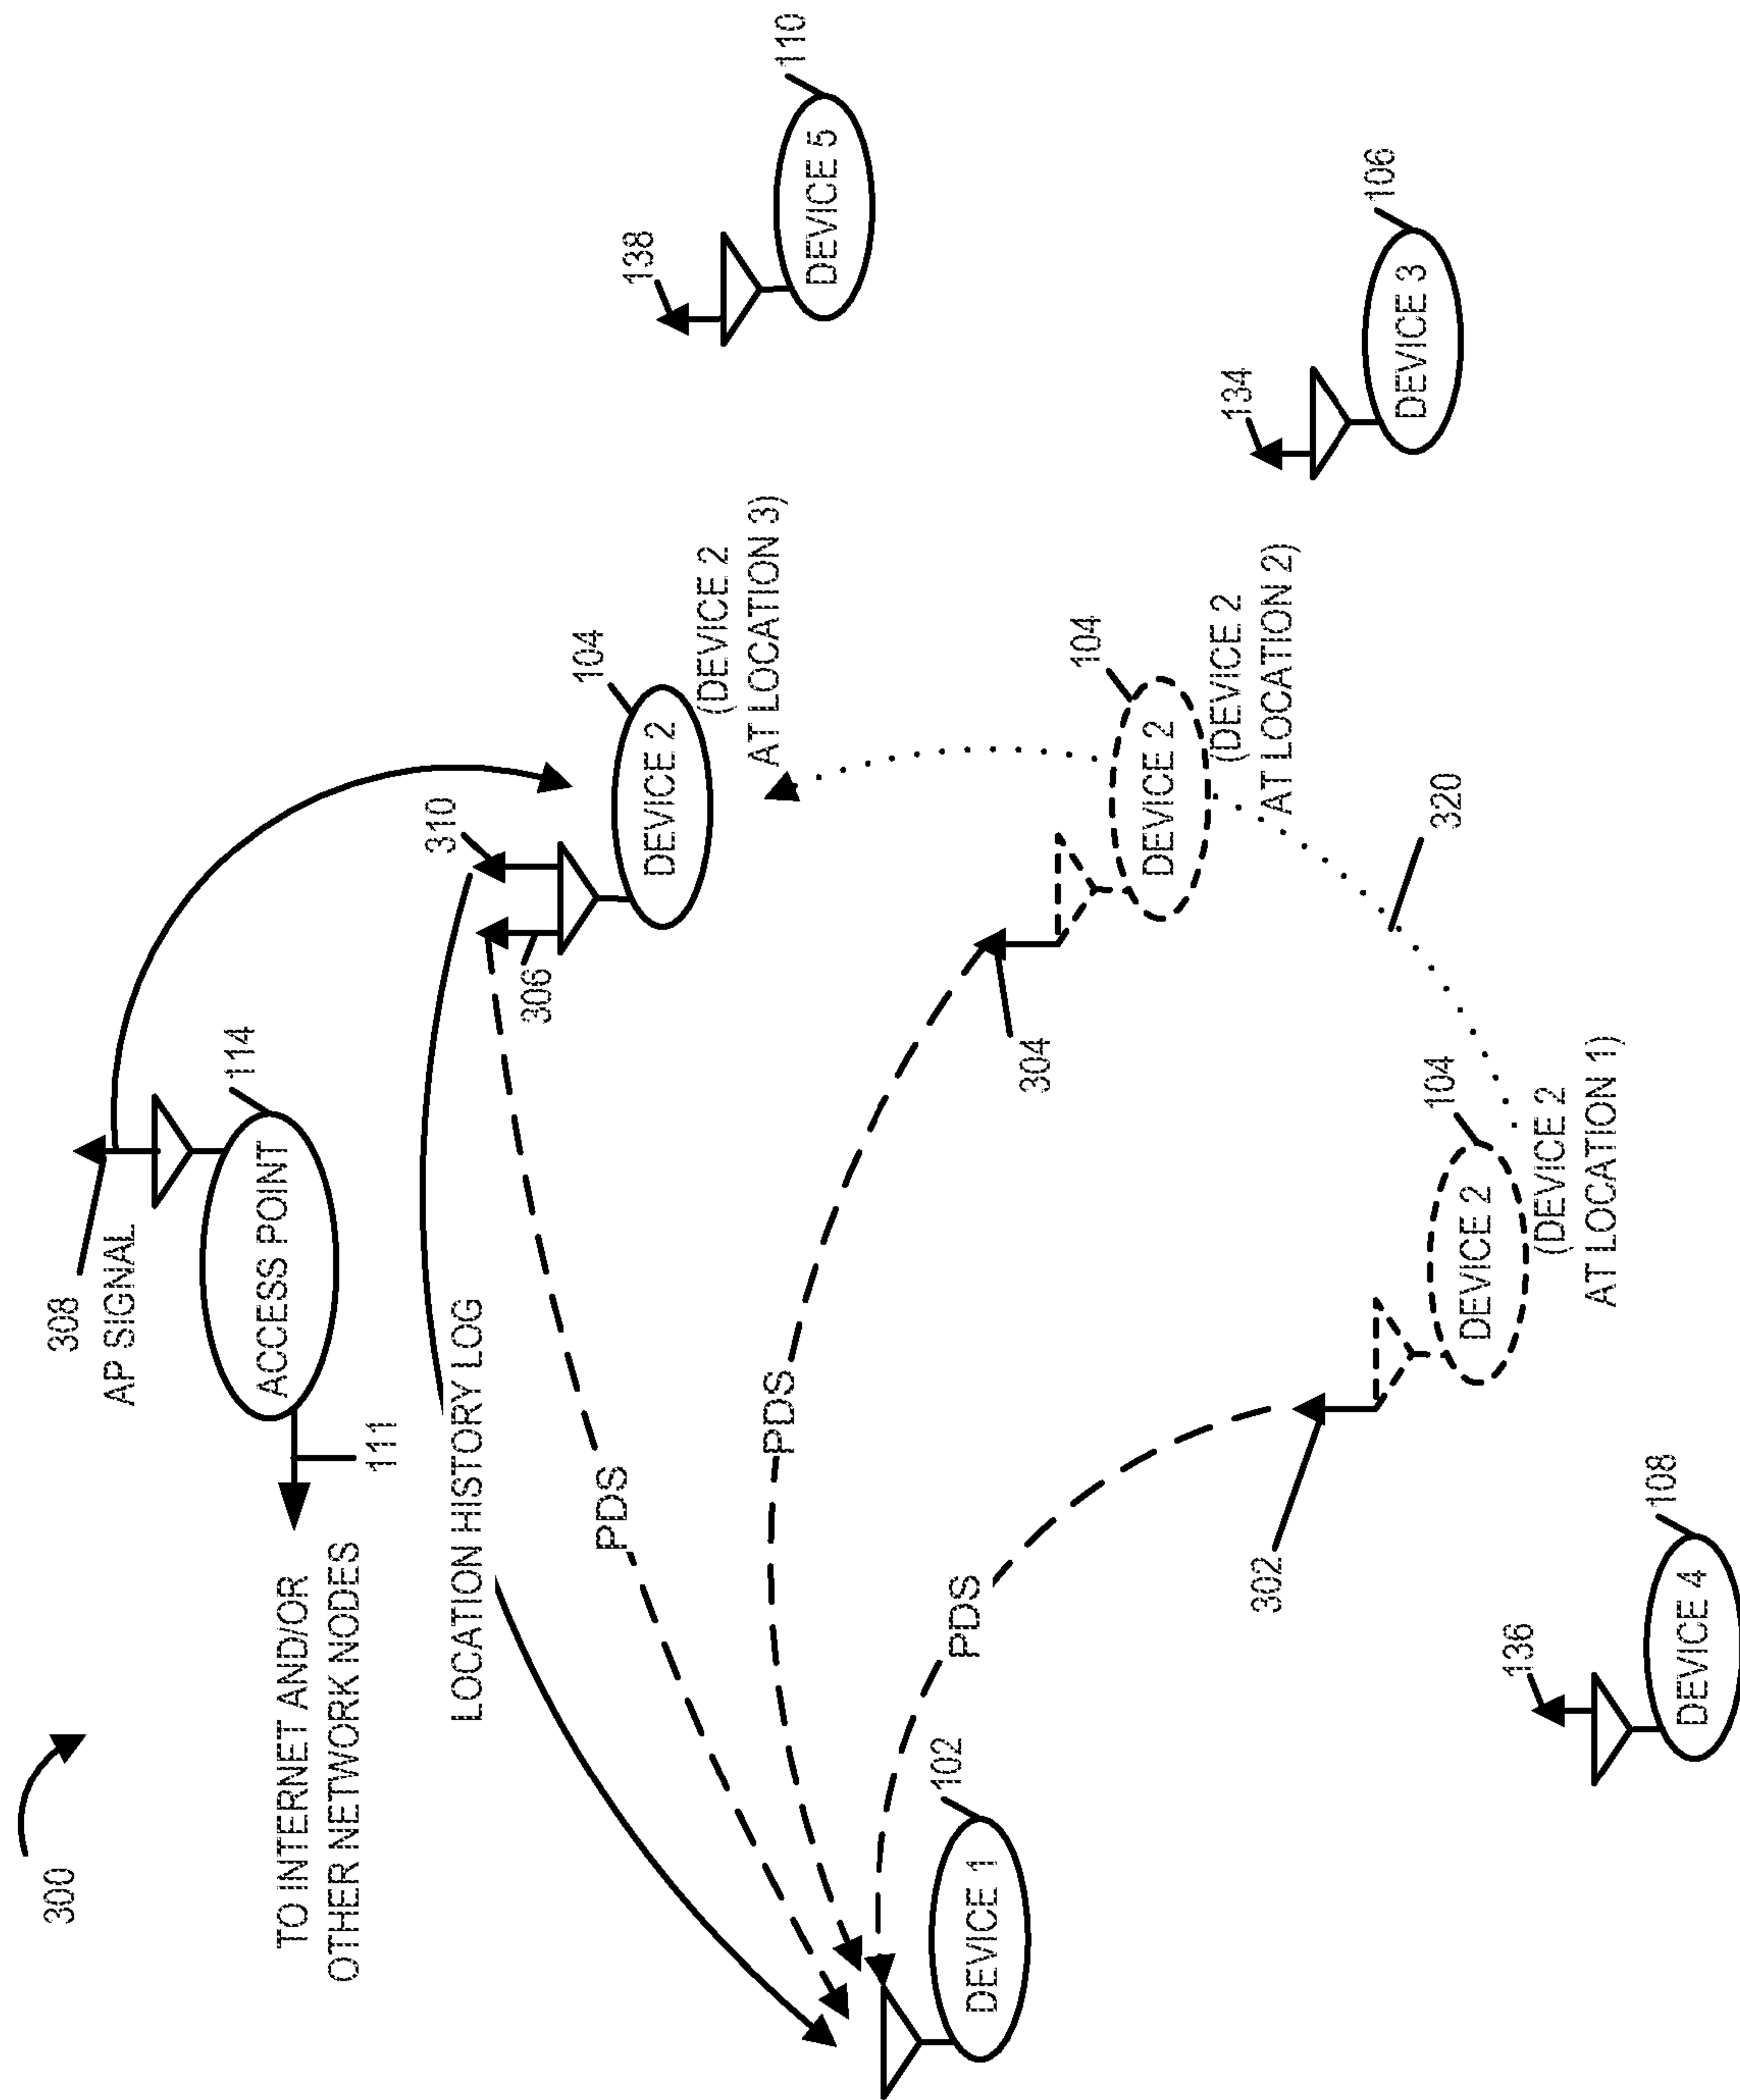 300
308
AP SIGNAL
114
ACCESS POINT
111
TO INTERNET AND/OR
OTHER NETWORK NODES
LOCATION HISTORY LOG
310
306
104
DEVICE 2
(DEVICE 2
AT LOCATION 3)
138
110
DEVICE 5
PDS
PDS
PDS
304
104
DEVICE 2
(DEVICE 2
AT LOCATION 2)
102
DEVICE 1
302
104
DEVICE 2
(DEVICE 2
AT LOCATION 1)
320
134
106
DEVICE 3
136
108
DEVICE 4